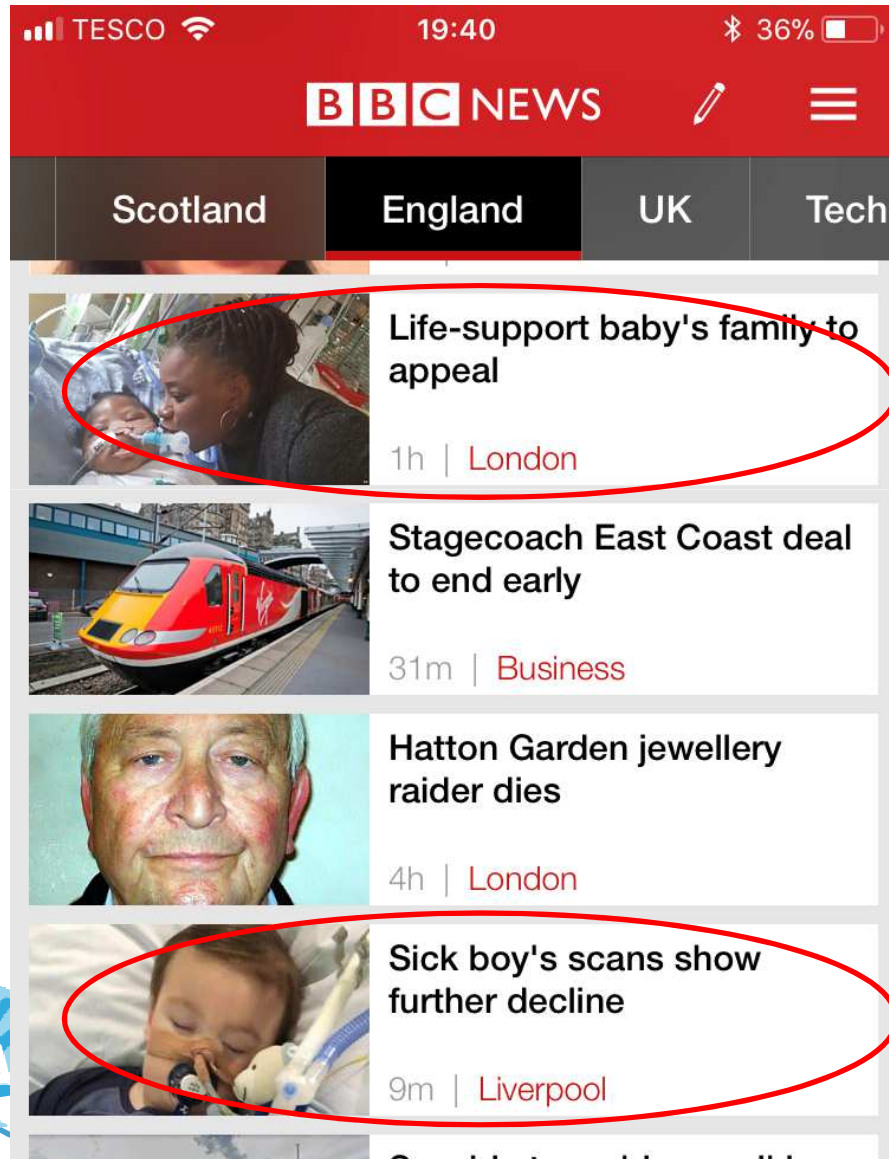 TESCO 19:40 36%
BBC NEWS
Scotland England UK Tech
Life-support baby's family to
appeal
1h | London
Stagecoach East Coast deal
to end early
31m | Business
Hatton Garden jewellery
raider dies
4h | London
Sick boy's scans show
further decline
9m | Liverpool